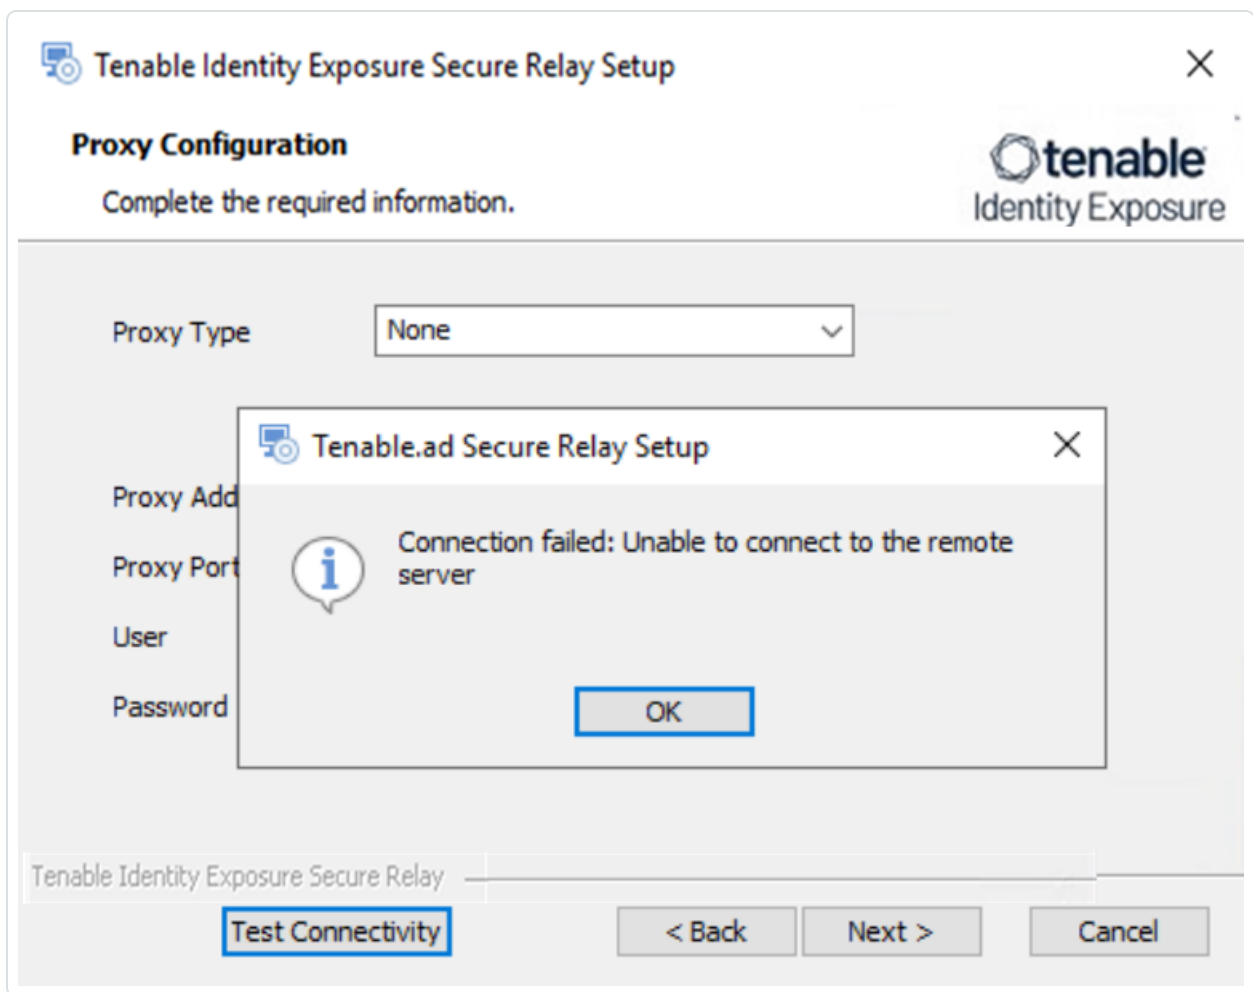 Tenable Identity Exposure Secure Relay Setup
Proxy Configuration
Complete the required information.
tenable
Identity Exposure
Proxy Type
None
Tenable.ad Secure Relay Setup
Connection failed: Unable to connect to the remote
server
OK
Proxy Add
Proxy Port
User
Password
Tenable Identity Exposure Secure Relay
Test Connectivity
< Back
Next >
Cancel